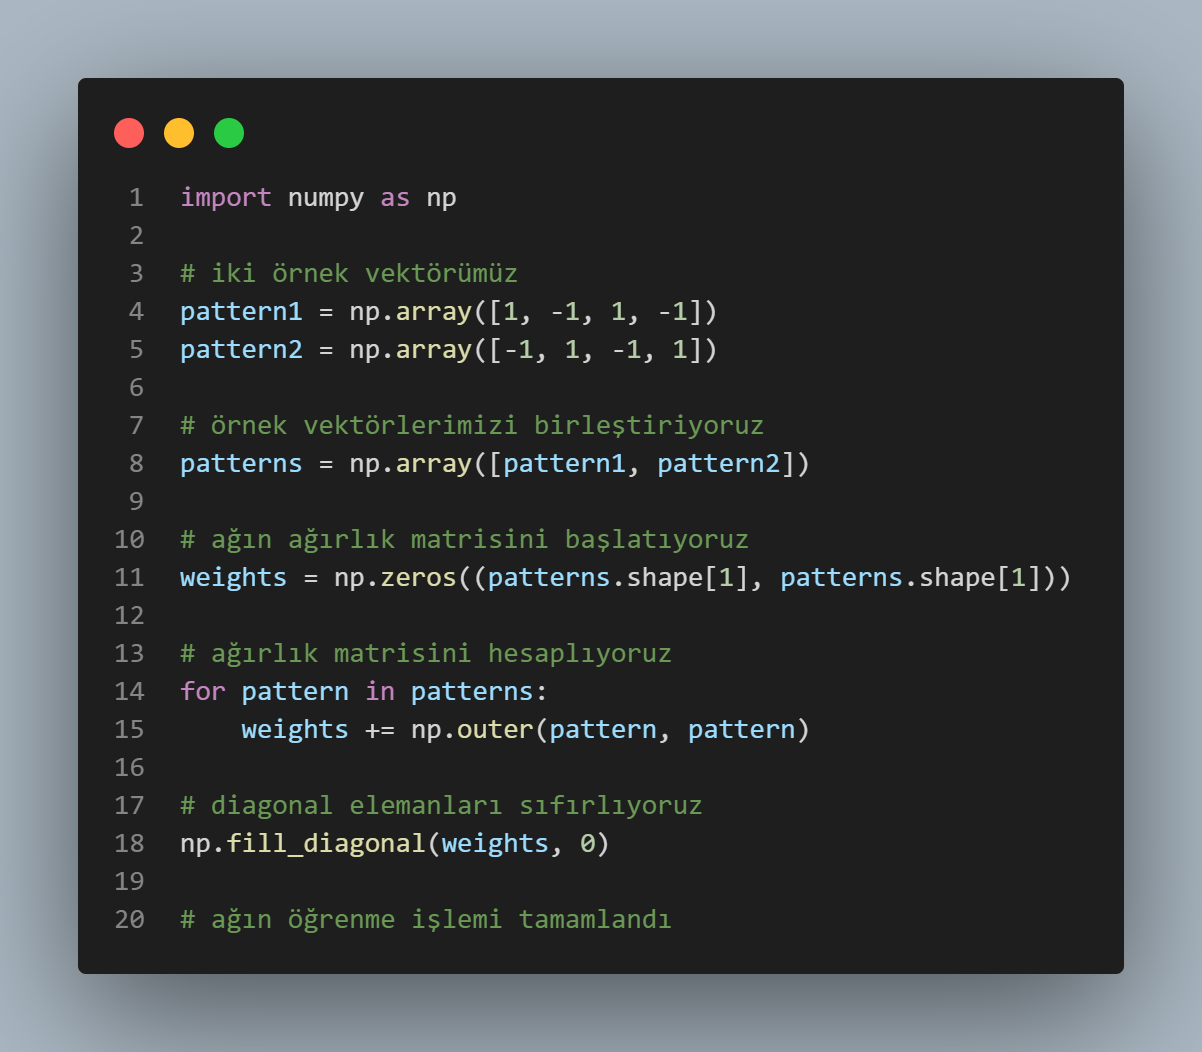 1 import numpy as np
2
3 # iki örnek vektörümüz
4 pattern1 = np.array([1, -1, 1, -1])
5 pattern2 = np.array([-1, 1, -1, 1])
6
7 # örnek vektörlerimizi birleştiriyoruz
8 patterns = np.array([pattern1, pattern2])
9
10 # ağın ağırlık matrisini başlatıyoruz
11 weights = np.zeros((patterns.shape[1], patterns.shape[1]))
12
13 # ağırlık matrisini hesaplıyoruz
14 for pattern in patterns:
15     weights += np.outer(pattern, pattern)
16
17 # diagonal elemanları sıfırlıyoruz
18 np.fill_diagonal(weights, 0)
19
20 # ağın öğrenme işlemi tamamlandı